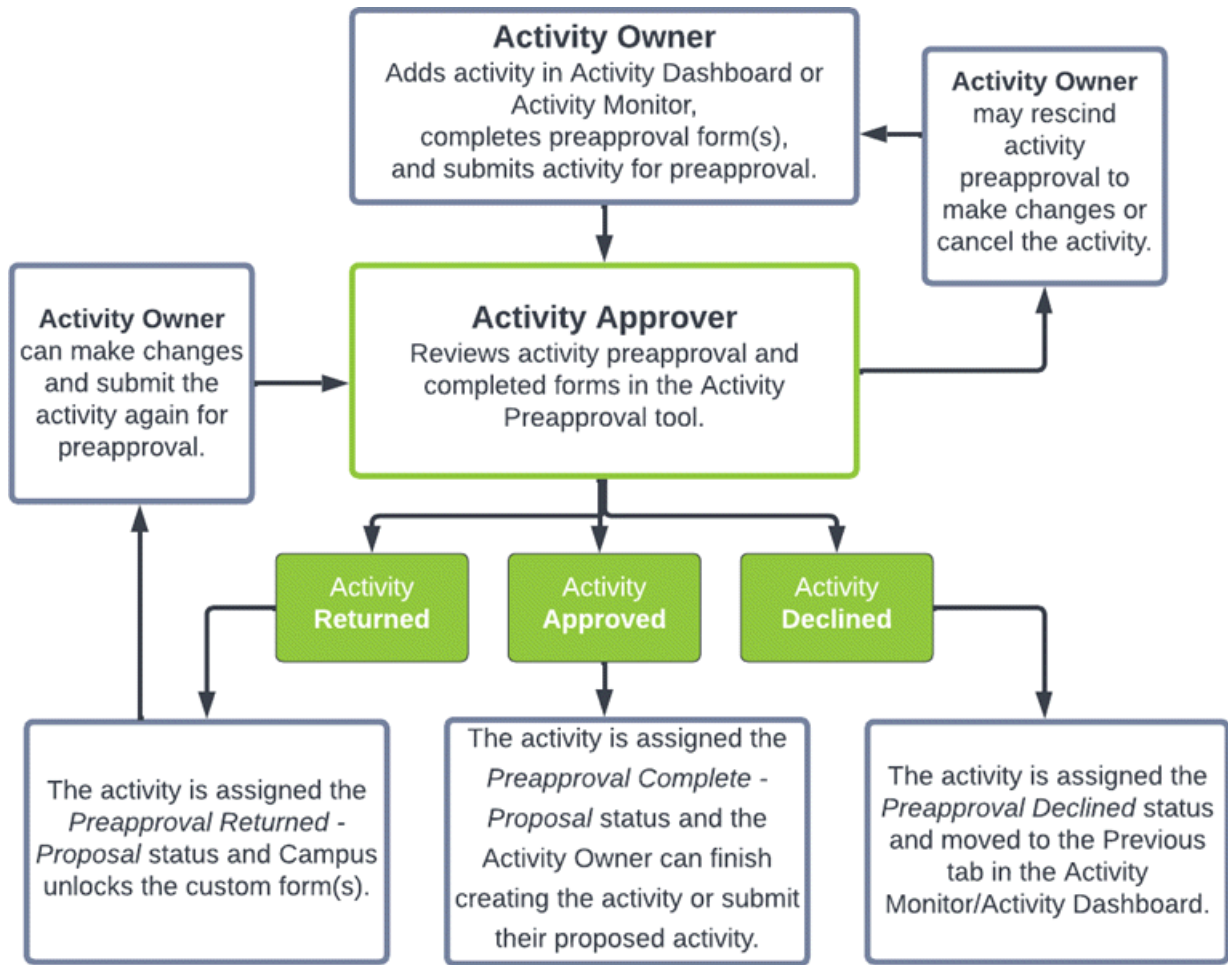 Activity Owner
Adds activity in Activity Dashboard or
Activity Monitor,
completes preapproval form(s),
and submits activity for preapproval.
Activity Owner
may rescind
activity
preapproval to
make changes or
cancel the activity.
Activity Owner
can make changes
and submit the
activity again for
preapproval.
Activity Approver
Reviews activity preapproval and
completed forms in the Activity
Preapproval tool.
Activity
Returned
Activity
Approved
Activity
Declined
The activity is assigned the
Preapproval Returned -
Proposal status and Campus
unlocks the custom form(s).
The activity is assigned the
Preapproval Complete -
Proposal status and the
Activity Owner can finish
creating the activity or submit
their proposed activity.
The activity is assigned the
Preapproval Declined status
and moved to the Previous
tab in the Activity
Monitor/Activity Dashboard.